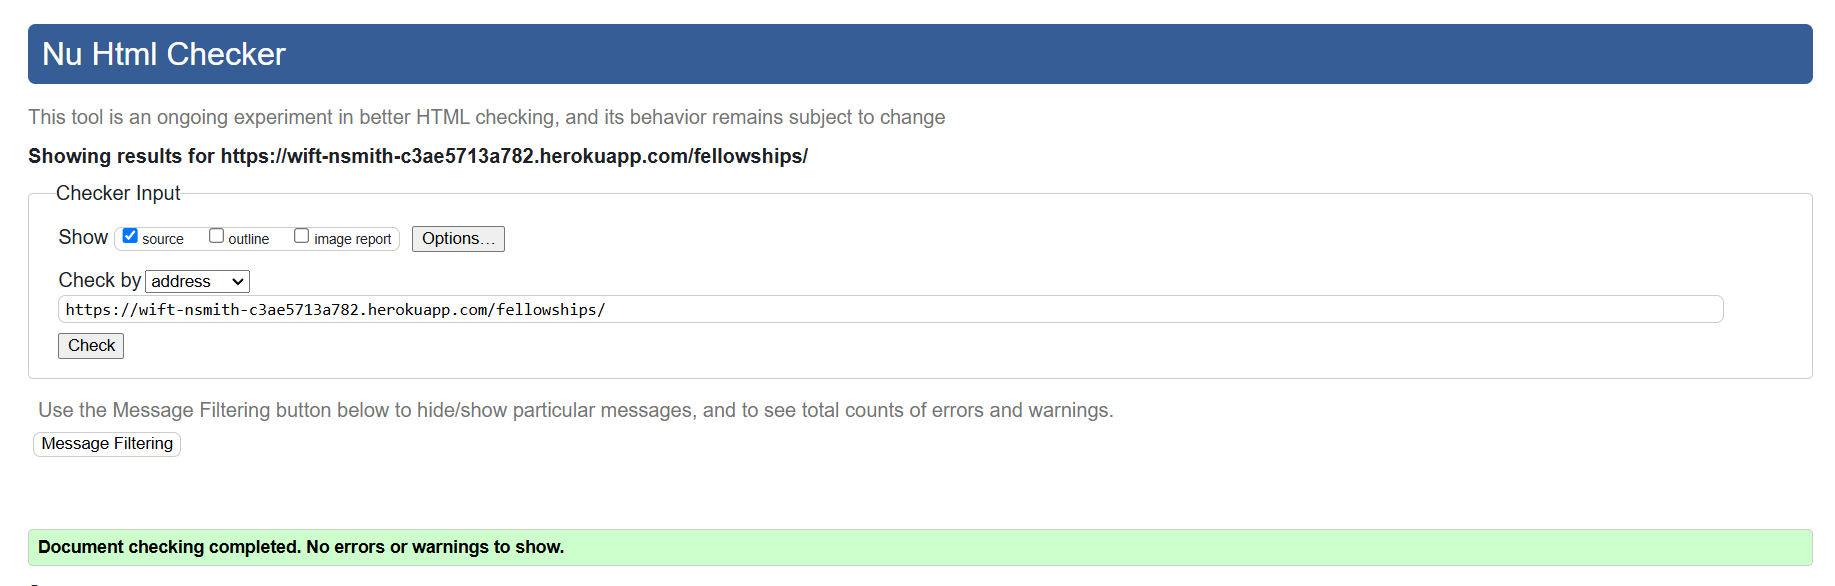 Nu Html Checker
This tool is an ongoing experiment in better HTML checking, and its behavior remains subject to change
Showing results for https://wift-nsmith-c3ae5713a782.herokuapp.com/fellowships/
Checker Input
Show source outline image report Options...
Check by address
https://wift-nsmith-c3ae5713a782.herokuapp.com/fellowships/
Check
Use the Message Filtering button below to hide/show particular messages, and to see total counts of errors and warnings.
Message Filtering
Document checking completed. No errors or warnings to show.